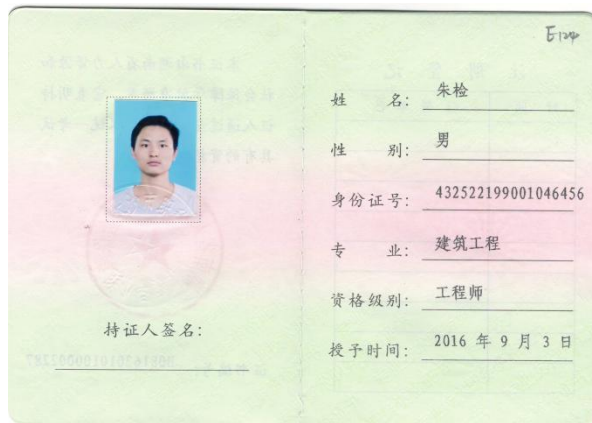 E124
持证人签名：
姓 名： 朱检
性 别： 男
身份证号： 432522199001046456
专 业： 建筑工程
资格级别： 工程师
授予时间： 2016 年 9 月 3 日